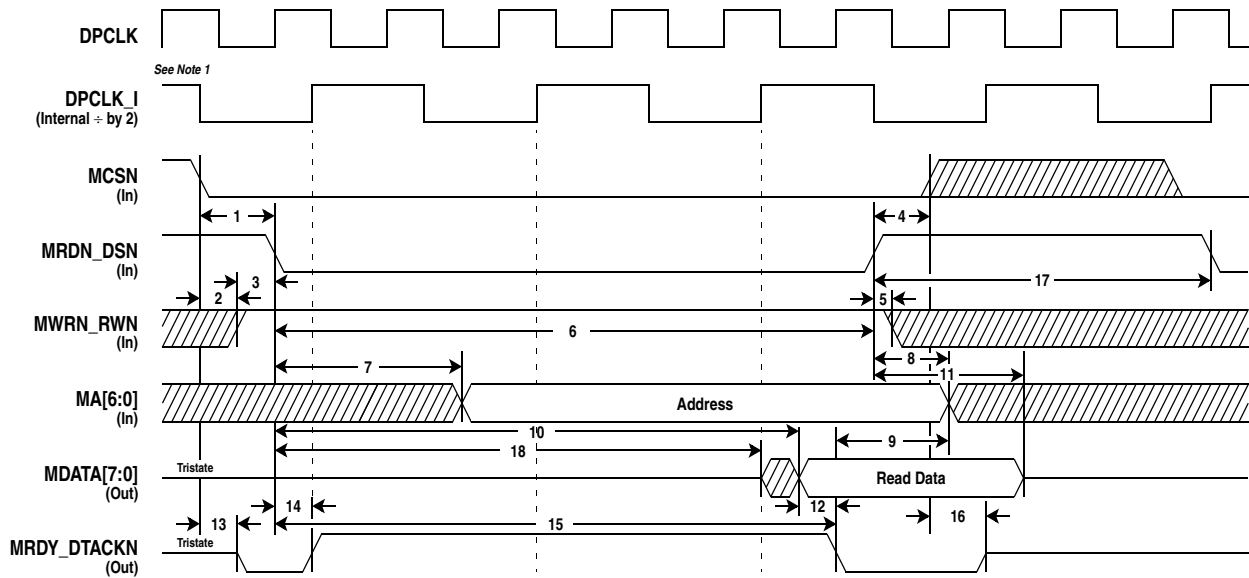 DPCLK
See Note 1
DPCLK_I
(Internal ÷ by 2)
MCSN
(In)
1
4
MRDN_DSN
(In)
3
2
17
5
MWRN_RWN
(In)
6
8
7
11
MA[6:0]
(In)
Address
10
9
18
MDATA[7:0]
(Out)
Tristate
Read Data
12
13
14
15
16
MRDY_DTACKN
(Out)
Tristate